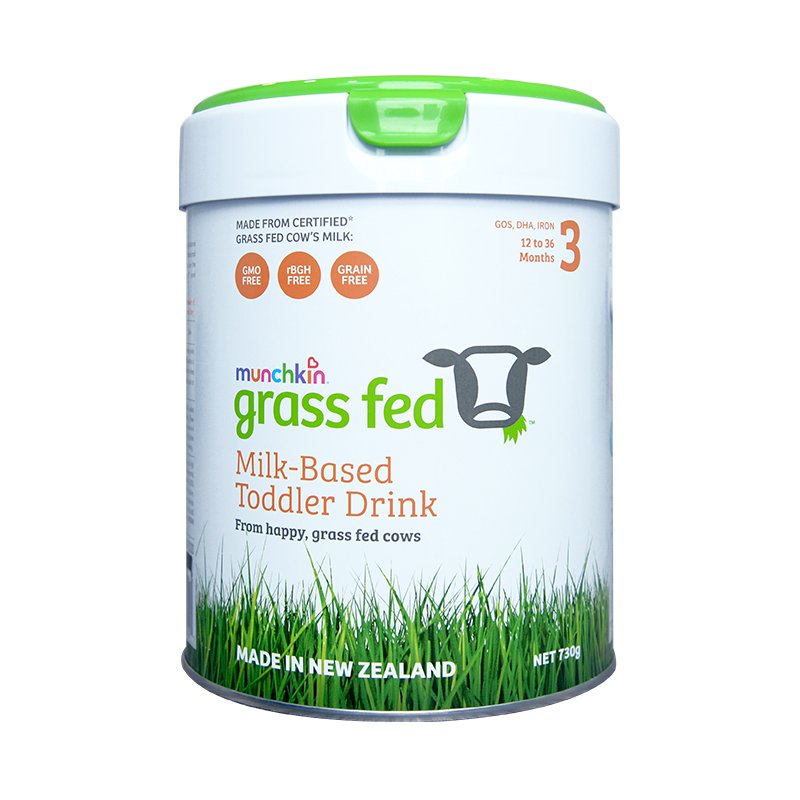 MADE FROM CERTIFIED*
GRASS FED COW'S MILK:
GMO
FREE
rBGH
FREE
GRAIN
FREE
GOS, DHA, IRON
12 to 36
Months
3
munchkin
grass fed
TM
Milk-Based
Toddler Drink
From happy, grass fed cows
MADE IN NEW ZEALAND
NET 730g